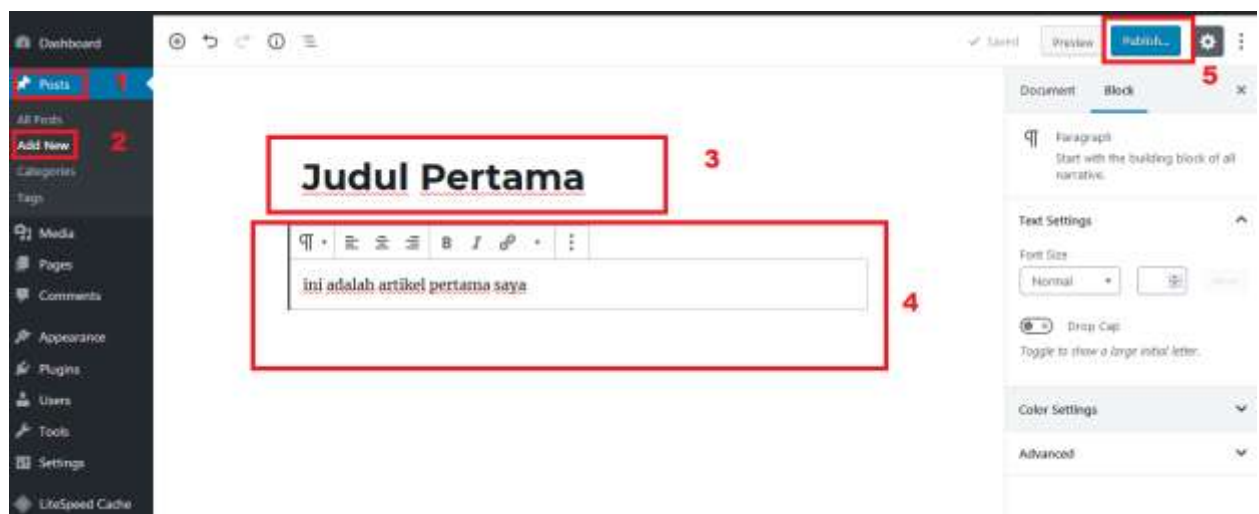 Dashboard
Posts
1
All Posts
Add New
2
Categories
Tags
Media
Pages
Comments
Appearance
Plugins
Users
Tools
Settings
LiteSpeed Cache
Saved
Preview
Publish...
5
Judul Pertama
3
ini adalah artikel pertama saya
4
Document
Block
Paragraph
Start with the building block of all
narrative.
Text Settings
Font Size
Normal
Drop Cap
Toggle to show a large initial letter.
Color Settings
Advanced